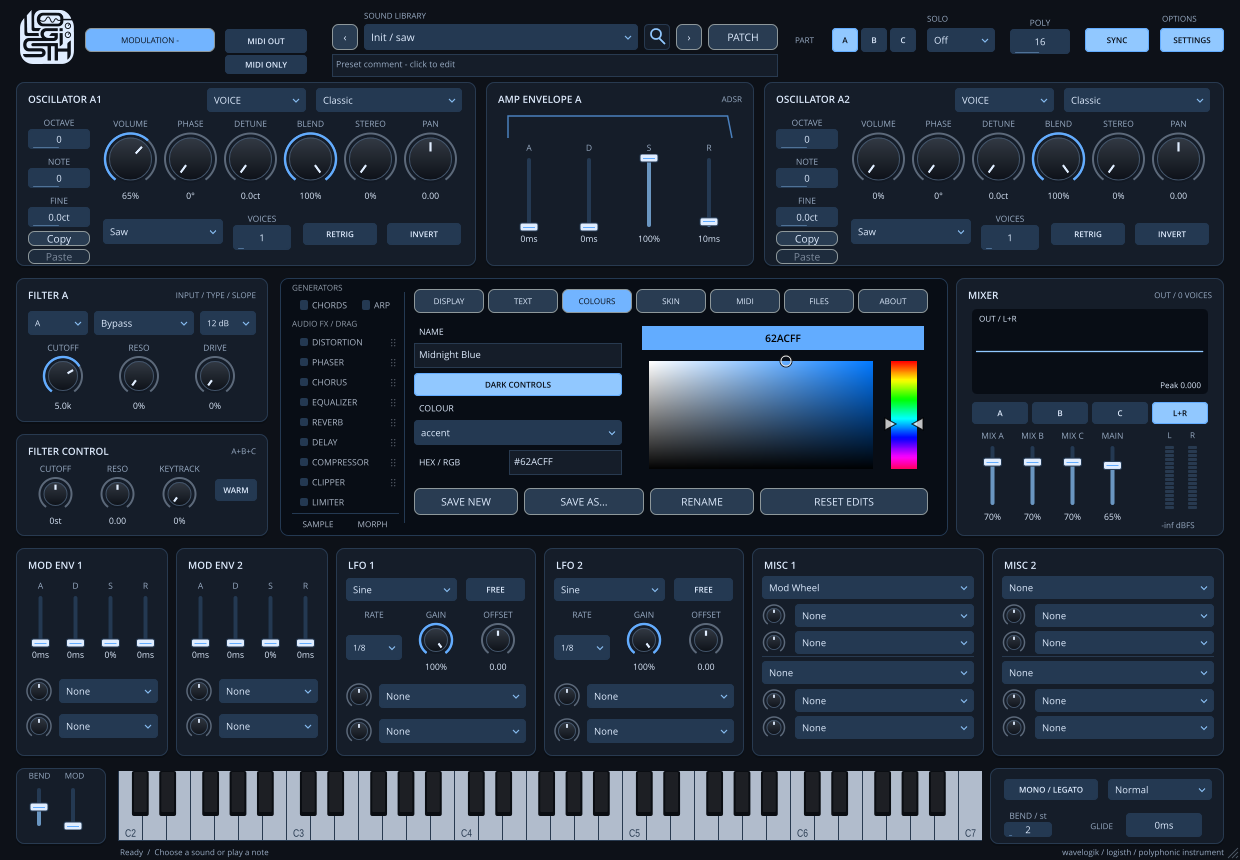 LOGISTH
MODULATION -
MIDI OUT
MIDI ONLY
SOUND LIBRARY
‹ Init / saw › PATCH
Preset comment - click to edit
PART A B C
SOLO
Off
POLY
16
SYNC
OPTIONS
SETTINGS
OSCILLATOR A1 VOICE Classic
OCTAVE
0
NOTE
0
FINE
0.0ct
Copy
Paste
VOLUME PHASE DETUNE BLEND STEREO PAN
65% 0° 0.0ct 100% 0% 0.00
Saw
VOICES
1
RETRIG INVERT
AMP ENVELOPE A ADSR
A D S R
0ms 0ms 100% 10ms
OSCILLATOR A2 VOICE Classic
OCTAVE
0
NOTE
0
FINE
0.0ct
Copy
Paste
VOLUME PHASE DETUNE BLEND STEREO PAN
0% 0° 0.0ct 100% 0% 0.00
Saw
VOICES
1
RETRIG INVERT
FILTER A INPUT / TYPE / SLOPE
A Bypass 12 dB
CUTOFF RESO DRIVE
5.0k 0% 0%
FILTER CONTROL A+B+C
CUTOFF RESO KEYTRACK
WARM
0st 0.00 0%
GENERATORS
CHORDS ARP
AUDIO FX / DRAG
DISTORTION
PHASER
CHORUS
EQUALIZER
REVERB
DELAY
COMPRESSOR
CLIPPER
LIMITER
SAMPLE MORPH
DISPLAY TEXT COLOURS SKIN MIDI FILES ABOUT
NAME
Midnight Blue
DARK CONTROLS
COLOUR
accent
HEX / RGB #62ACFF
62ACFF
SAVE NEW SAVE AS... RENAME RESET EDITS
MIXER OUT / 0 VOICES
OUT / L+R
Peak 0.000
A B C L+R
MIX A MIX B MIX C MAIN L R
70% 70% 70% 65%
-inf dBFS
MOD ENV 1
A D S R
0ms 0ms 0% 0ms
None
None
MOD ENV 2
A D S R
0ms 0ms 0% 0ms
None
None
LFO 1
Sine FREE
RATE GAIN OFFSET
1/8
100% 0.00
None
None
LFO 2
Sine FREE
RATE GAIN OFFSET
1/8
100% 0.00
None
None
MISC 1
Mod Wheel
None
None
None
None
None
MISC 2
None
None
None
None
None
None
BEND MOD
C2 C3 C4 C5 C6 C7
MONO / LEGATO Normal
BEND / st
2
GLIDE 0ms
Ready / Choose a sound or play a note
wavelogik / logisth / polyphonic instrument